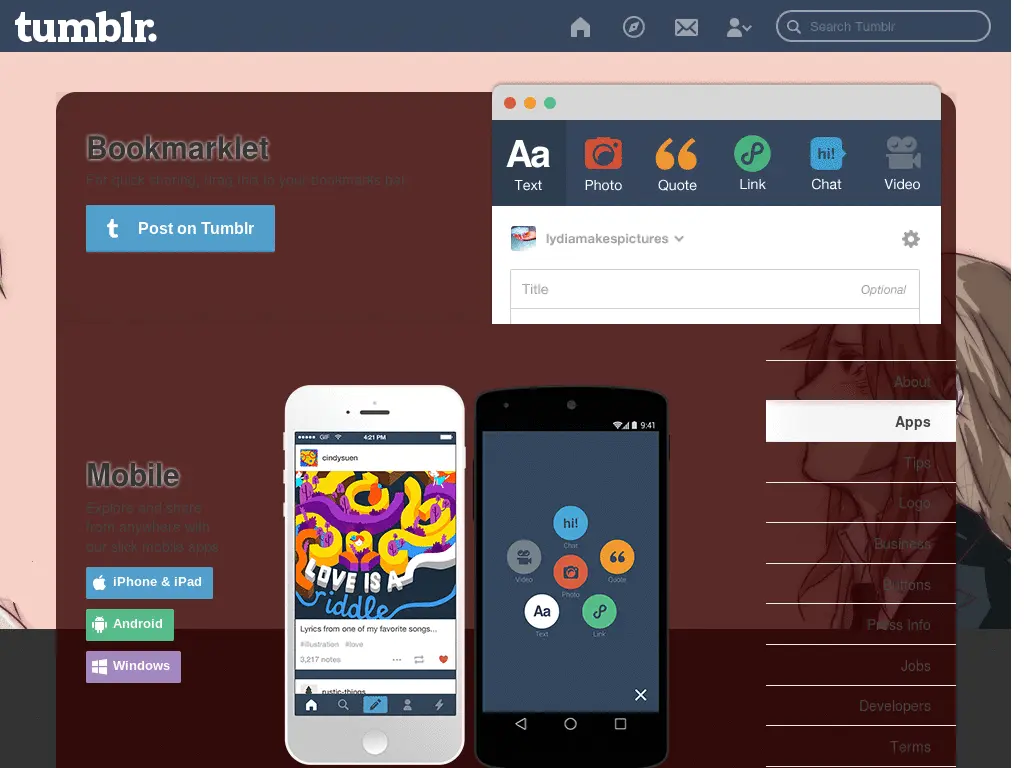 tumblr.
Search Tumblr
Bookmarklet
For quick sharing, drag this to your bookmarks bar.
Post on Tumblr
Aa
hi!
Text
Photo
Quote
Link
Chat
Video
lydiamakespictures
Title
Optional
About
Apps
Tips
Logo
Business
Buttons
Press Info
Jobs
Developers
Terms
Mobile
Explore and share
from anywhere with
our slick mobile apps
iPhone & iPad
Android
Windows
GIF
4:21 PM
cindysuen
LOVE IS A
riddle
Lyrics from one of my favorite songs...
#illustration #love
3,217 notes
rustic-things
9:41
hi!
Chat
Video
Quote
Photo
Aa
Text
Link